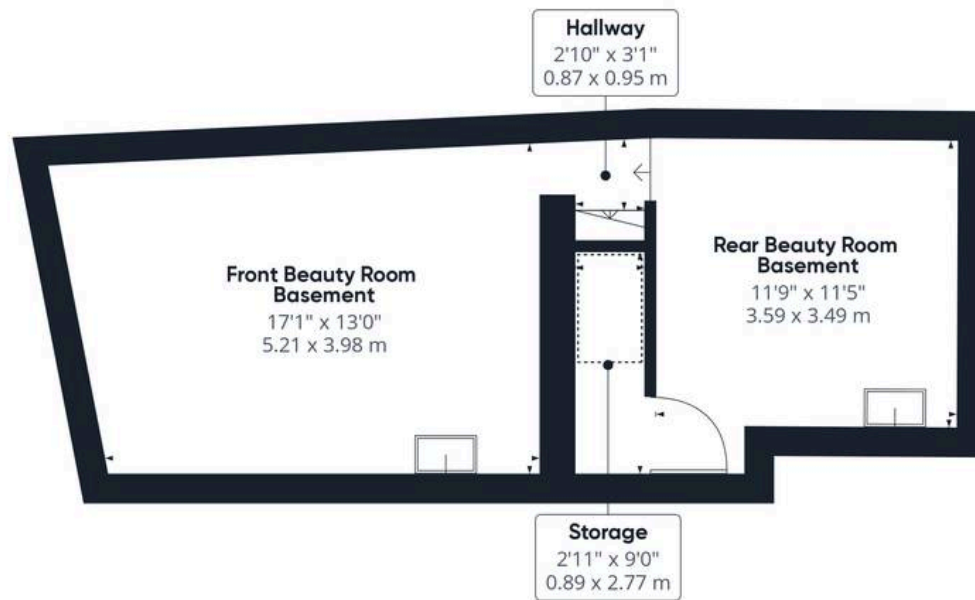 Hallway
2'10" x 3'1"
0.87 x 0.95 m
Front Beauty Room
Basement
17'1" x 13'0"
5.21 x 3.98 m
Rear Beauty Room
Basement
11'9" x 11'5"
3.59 x 3.49 m
Storage
2'11" x 9'0"
0.89 x 2.77 m